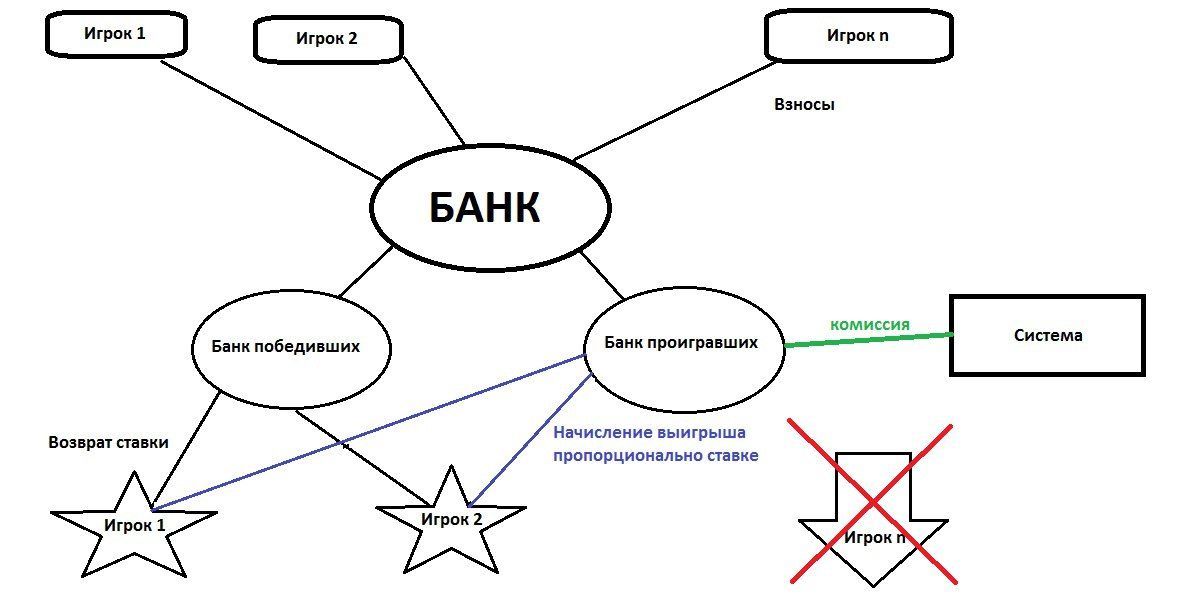 Игрок 1
Игрок 2
Игрок n
Взносы
БАНК
Банк победивших
Банк проигравших
комиссия
Система
Возврат ставки
Начисление выигрыша
пропорционально ставке
Игрок 1
Игрок 2
Игрок n